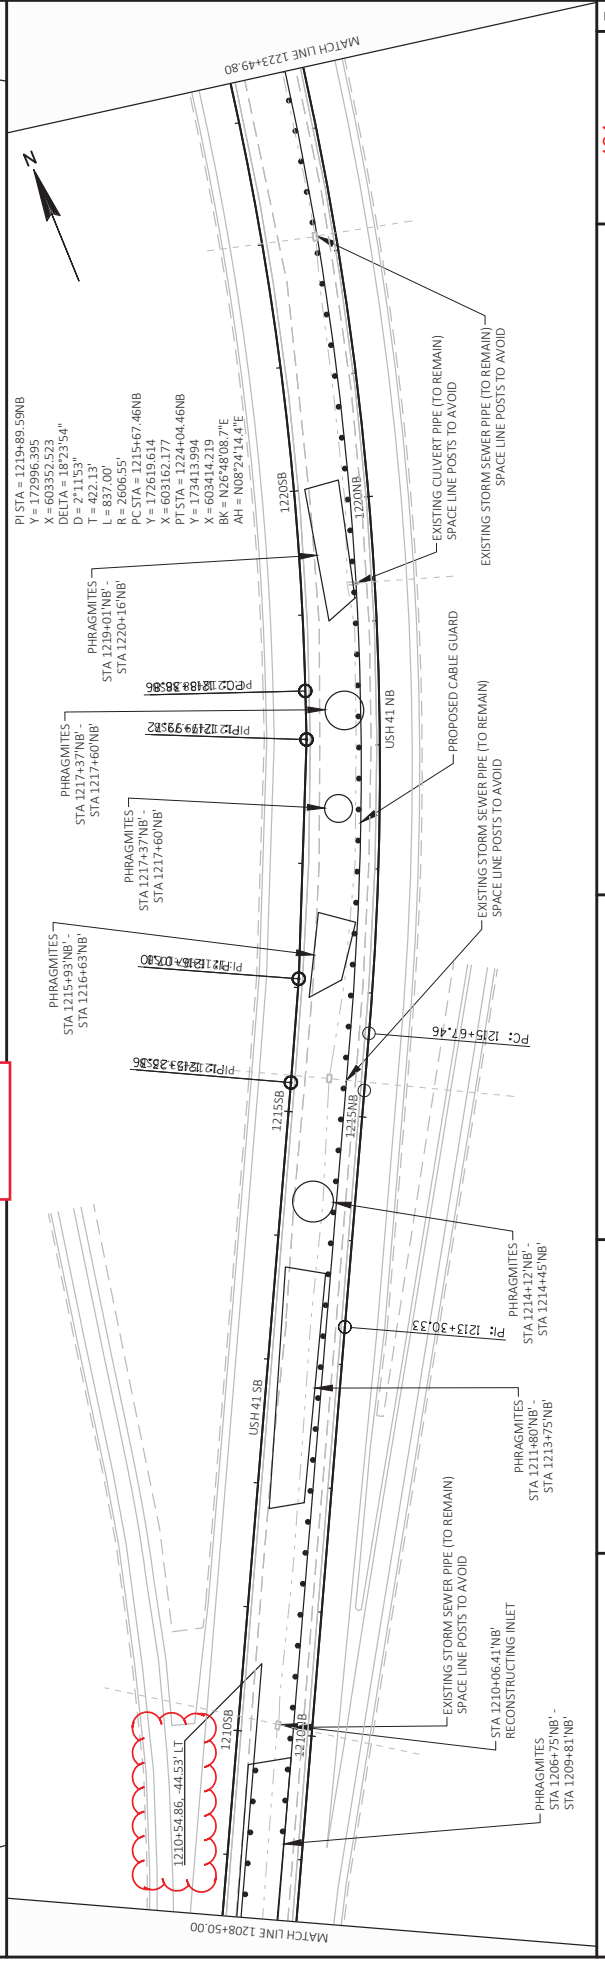 MATCH LINE 1223+49.80
N
PI STA = 1219+89.59NB
Y = 172996.395
X = 603352.523
DELTA = 18°23'54"
D = 2°11'53"
T = 422.13'
L = 837.00'
R = 2606.55'
PC STA = 1215+67.46NB
Y = 172619.614
X = 603162.177
PT STA = 1224+04.46NB
Y = 173413.994
X = 603414.219
BK = N26°48'08.7"E
AH = N08°24'14.4"E
PHRAGMITES
STA 1219+01'NB' -
STA 1220+16'NB'
PHRAGMITES
STA 1217+37'NB' -
STA 1217+60'NB'
PHRAGMITES
STA 1217+37'NB' -
STA 1217+60'NB'
PHRAGMITES
STA 1215+93'NB' -
STA 1216+63'NB'
1220SB
1220NB
EXISTING CULVERT PIPE (TO REMAIN)
SPACE LINE POSTS TO AVOID
EXISTING STORM SEWER PIPE (TO REMAIN)
SPACE LINE POSTS TO AVOID
USH 41 NB
PROPOSED CABLE GUARD
EXISTING STORM SEWER PIPE (TO REMAIN)
SPACE LINE POSTS TO AVOID
PC: 1215+67.46
1215SB
1215NB
PHRAGMITES
STA 1214+12'NB' -
STA 1214+45'NB'
PI: 1213+30.33
USH 41 SB
PHRAGMITES
STA 1211+80'NB' -
STA 1213+75'NB'
EXISTING STORM SEWER PIPE (TO REMAIN)
SPACE LINE POSTS TO AVOID
STA 1210+06.41'NB'
RECONSTRUCTING INLET
1210SB
1210NB
1210+54.86, -44.53' LT
PHRAGMITES
STA 1206+75'NB' -
STA 1209+81'NB'
MATCH LINE 1208+50.00